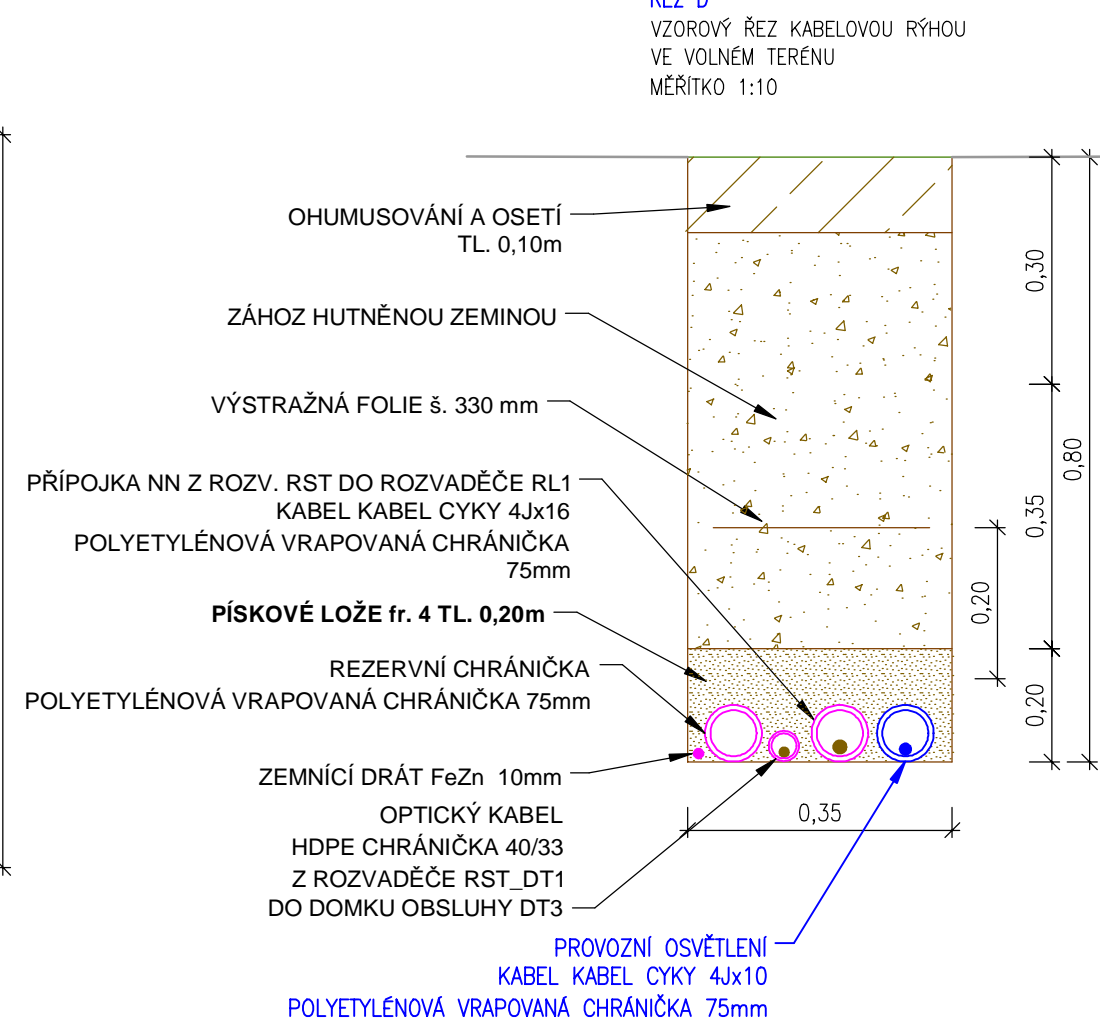 ŘEZ D
VZOROVÝ ŘEZ KABELOVOU RÝHOU
VE VOLNÉM TERÉNU
MĚŘÍTKO 1:10
OHUMUSOVÁNÍ A OSETÍ
TL. 0,10m
ZÁHOZ HUTNĚNOU ZEMINOU
VÝSTRAŽNÁ FOLIE š. 330 mm
PŘÍPOJKA NN Z ROZV. RST DO ROZVADĚČE RL1
KABEL KABEL CYKY 4Jx16
POLYETYLÉNOVÁ VRAPOVANÁ CHRÁNIČKA
75mm
PÍSKOVÉ LOŽE fr. 4 TL. 0,20m
REZERVNÍ CHRÁNIČKA
POLYETYLÉNOVÁ VRAPOVANÁ CHRÁNIČKA 75mm
ZEMNÍCÍ DRÁT FeZn 10mm
OPTICKÝ KABEL
HDPE CHRÁNIČKA 40/33
Z ROZVADĚČE RST_DT1
DO DOMKU OBSLUHY DT3
PROVOZNÍ OSVĚTLENÍ
KABEL KABEL CYKY 4Jx10
POLYETYLÉNOVÁ VRAPOVANÁ CHRÁNIČKA 75mm
0,30
0,80
0,35
0,20
0,20
0,35